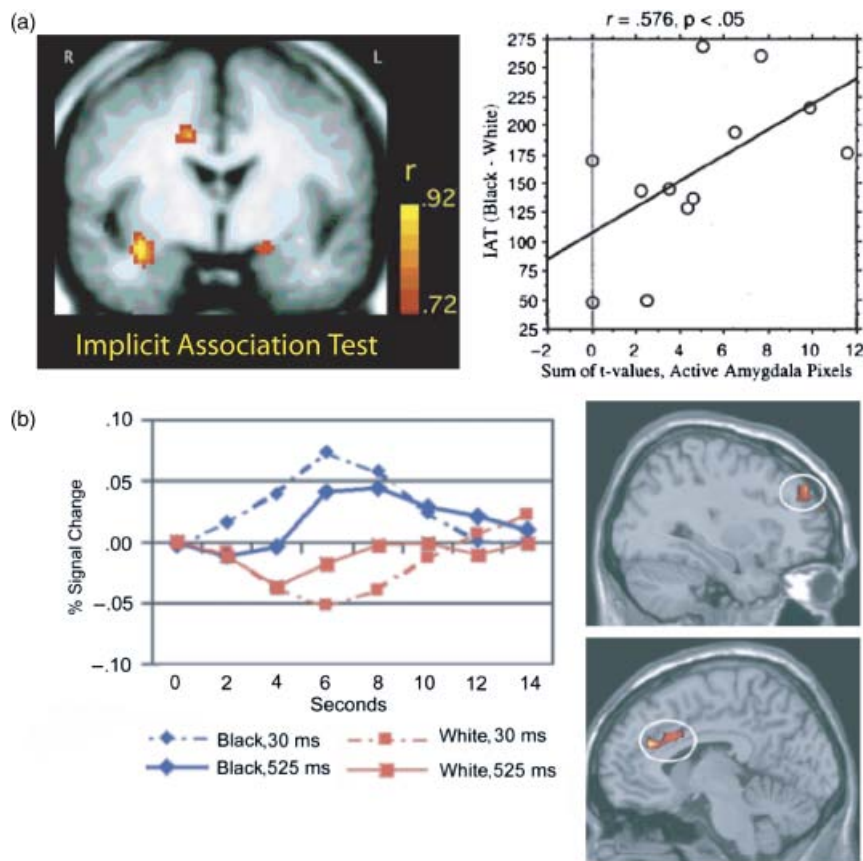 (a)
R
L
r
.92
.72
Implicit Association Test
r = .576, p < .05
IAT (Black - White)
275
250
225
200
175
150
125
100
75
50
25
−2
0
2
4
6
8
10
12
Sum of t-values, Active Amygdala Pixels
(b)
% Signal Change
.10
0.05
.00
−.05
−.10
0
2
4
6
8
10
12
14
Seconds
Black,30 ms
White,30 ms
Black,525 ms
White,525 ms